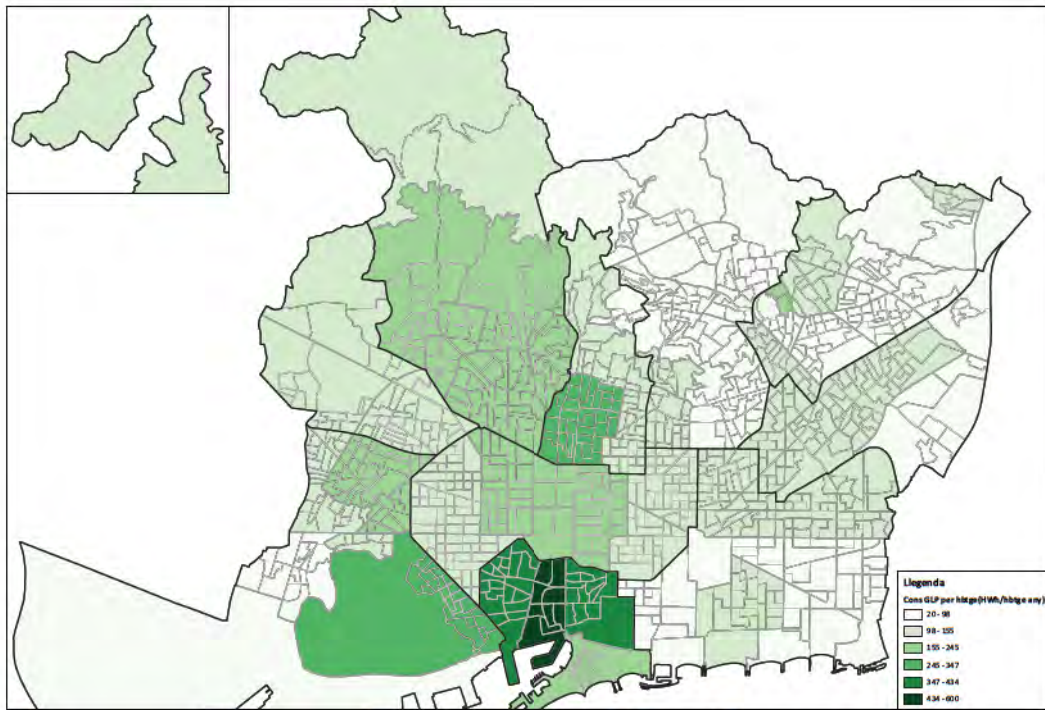 Llegenda
Cons GLP per hbtge(HWh/hbtge any)
20 - 98
98 - 155
155 - 245
245 - 347
347 - 434
434 - 600